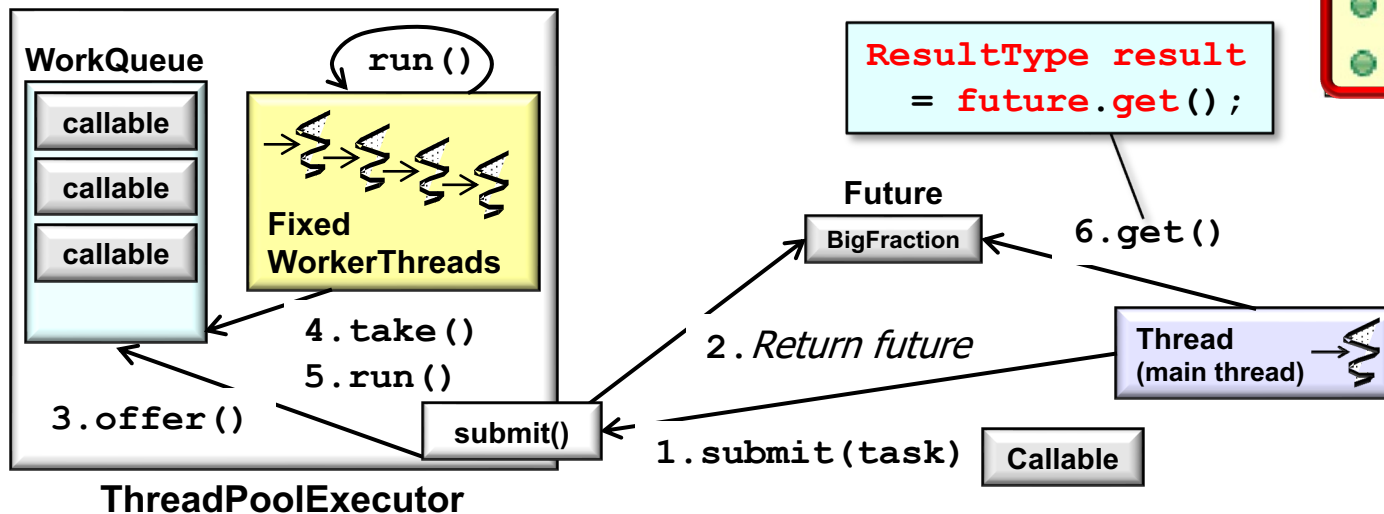 WorkQueue
callable
callable
callable
run()
Fixed
WorkerThreads
4.take()
5.run()
3.offer()
submit()
ThreadPoolExecutor
ResultType result
= future.get();
Future
BigFraction
6.get()
2.Return future
Thread
(main thread)
1.submit(task)
Callable